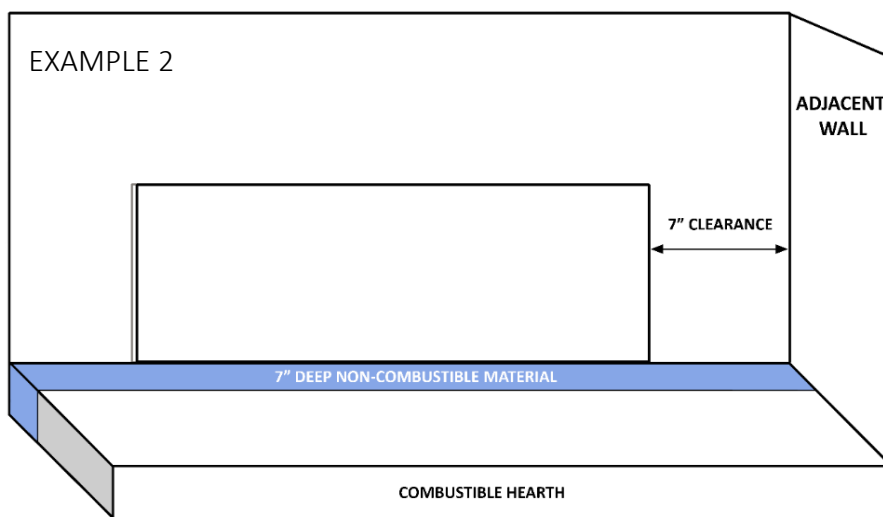 EXAMPLE 2
ADJACENT
WALL
7” CLEARANCE
7” DEEP NON-COMBUSTIBLE MATERIAL
COMBUSTIBLE HEARTH